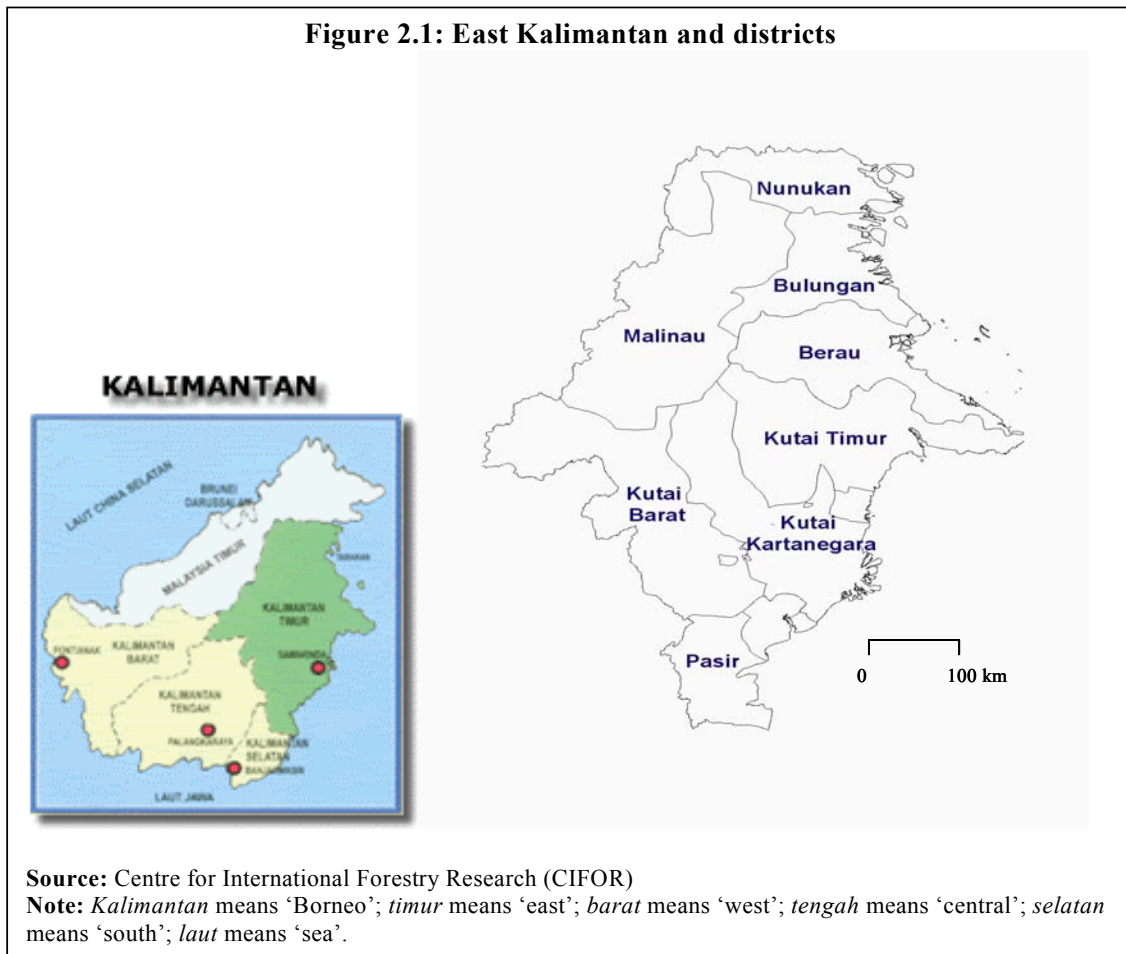 Figure 2.1: East Kalimantan and districts
Nunukan
Bulungan
Malinau
Berau
Kutai Timur
Kutai
Barat
Kutai
Kartanegara
Pasir
0 100 km
KALIMANTAN
LAUT CHINA SELATAN
BRUNEI
DARUSSALAM
MALAYSIA TIMUR
TARAKAN
KALIMANTAN
TIMUR
KALIMANTAN
BARAT
PONTIANAK
SAMARINDA
KALIMANTAN
TENGAH
PALANGKARAYA
KALIMANTAN
SELATAN
BANJARMASIN
LAUT JAWA
Source: Centre for International Forestry Research (CIFOR)
Note: Kalimantan means ‘Borneo’; timur means ‘east’; barat means ‘west’; tengah means ‘central’; selatan
means ‘south’; laut means ‘sea’.